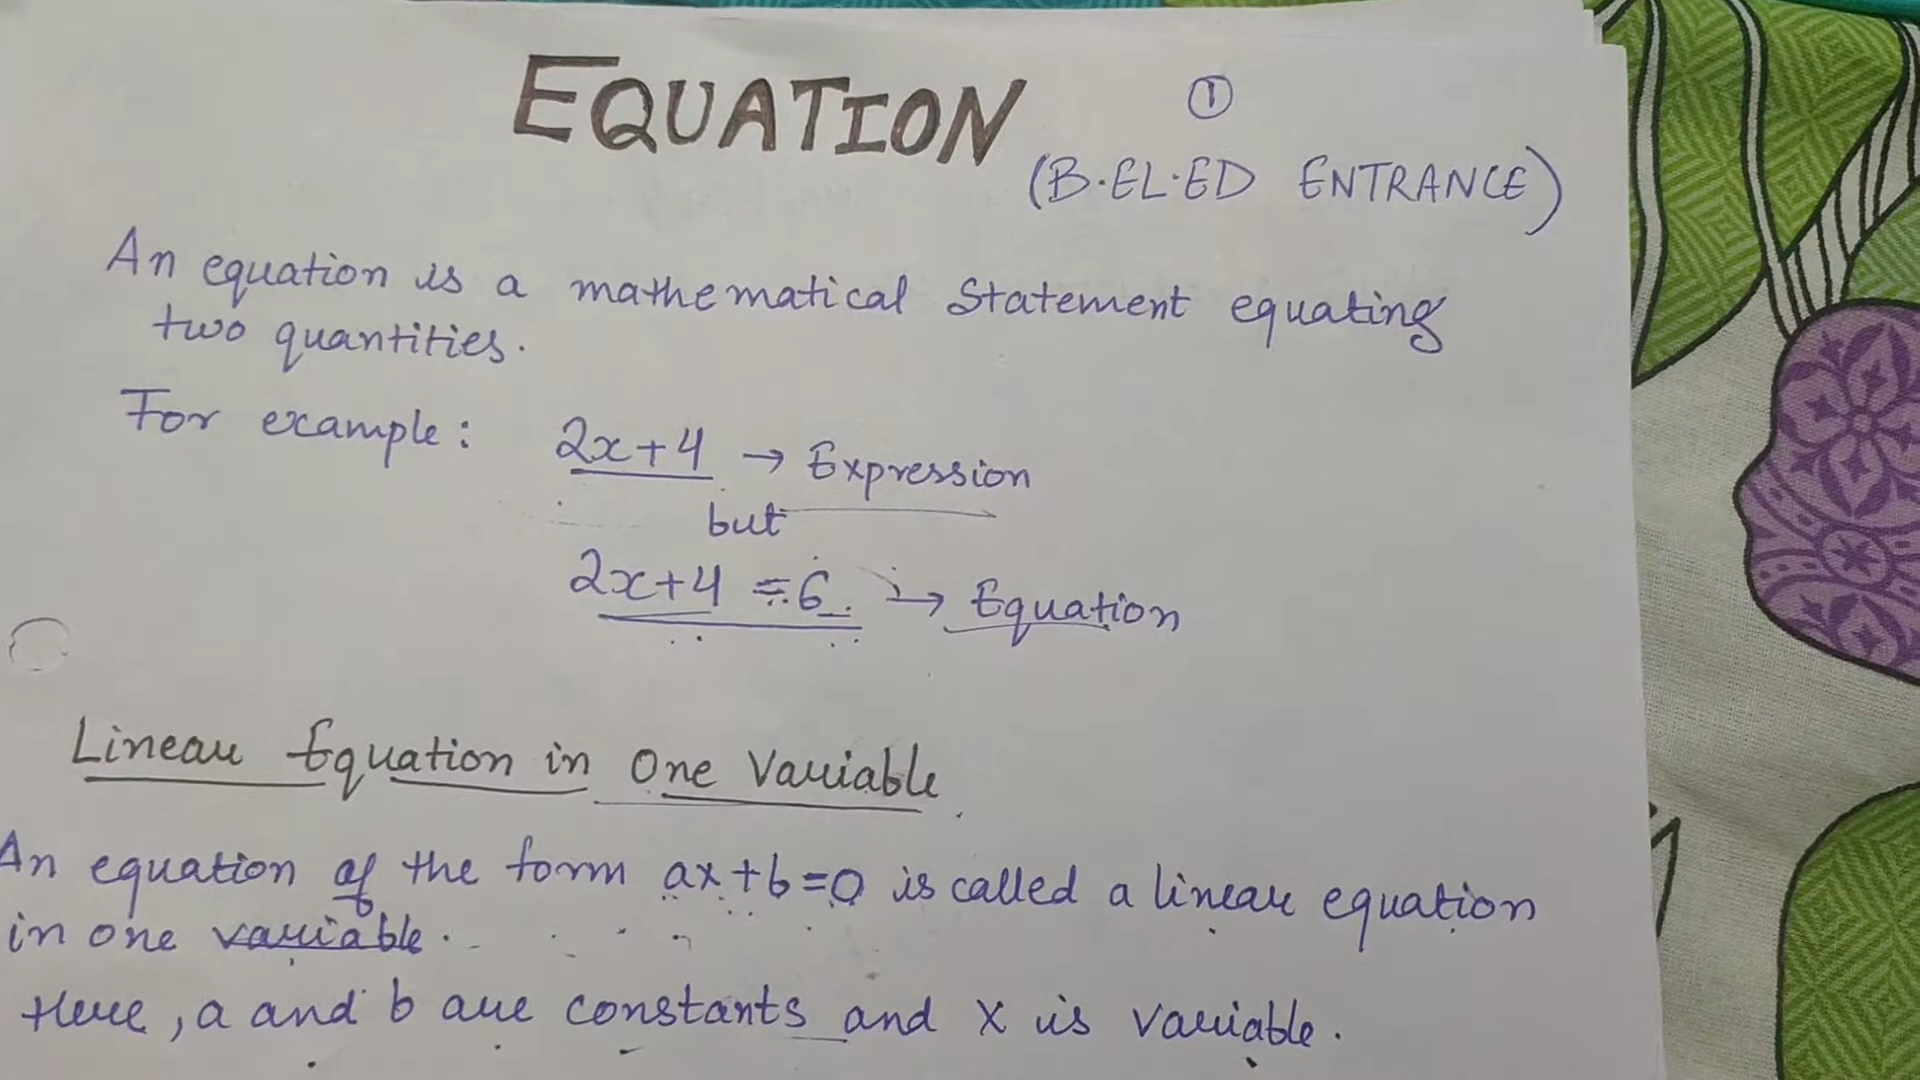 EQUATION
①
(B.EL.ED ENTRANCE)
An equation is a mathematical Statement equating
two quantities.
For example: 2x+4 → Expression
but
2x+4 = 6 → Equation
Linear Equation in One Variable
An equation of the form ax+b=0 is called a linear equation
in one variable.
Here, a and b are constants and x is variable.